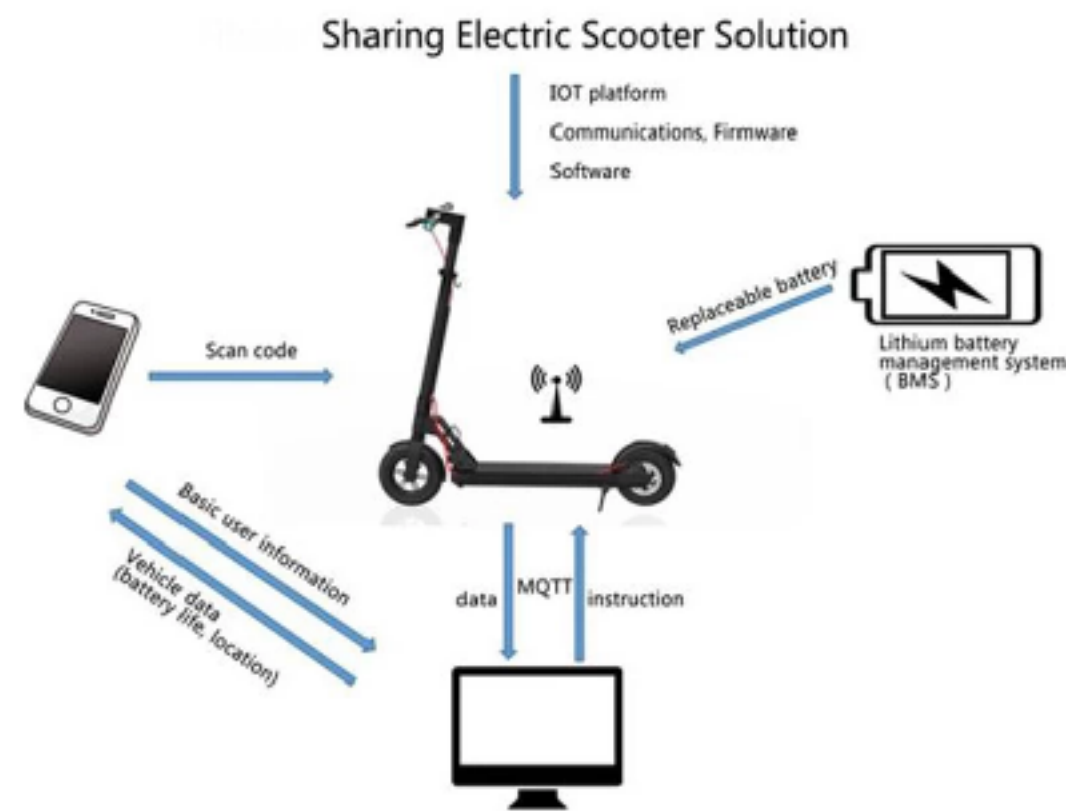 Sharing Electric Scooter Solution
IOT platform
Communications, Firmware
Software
Replaceable battery
Lithium battery
management system
( BMS )
Scan code
Basic user information
Vehicle data
(battery life, location)
data
MQTT
instruction